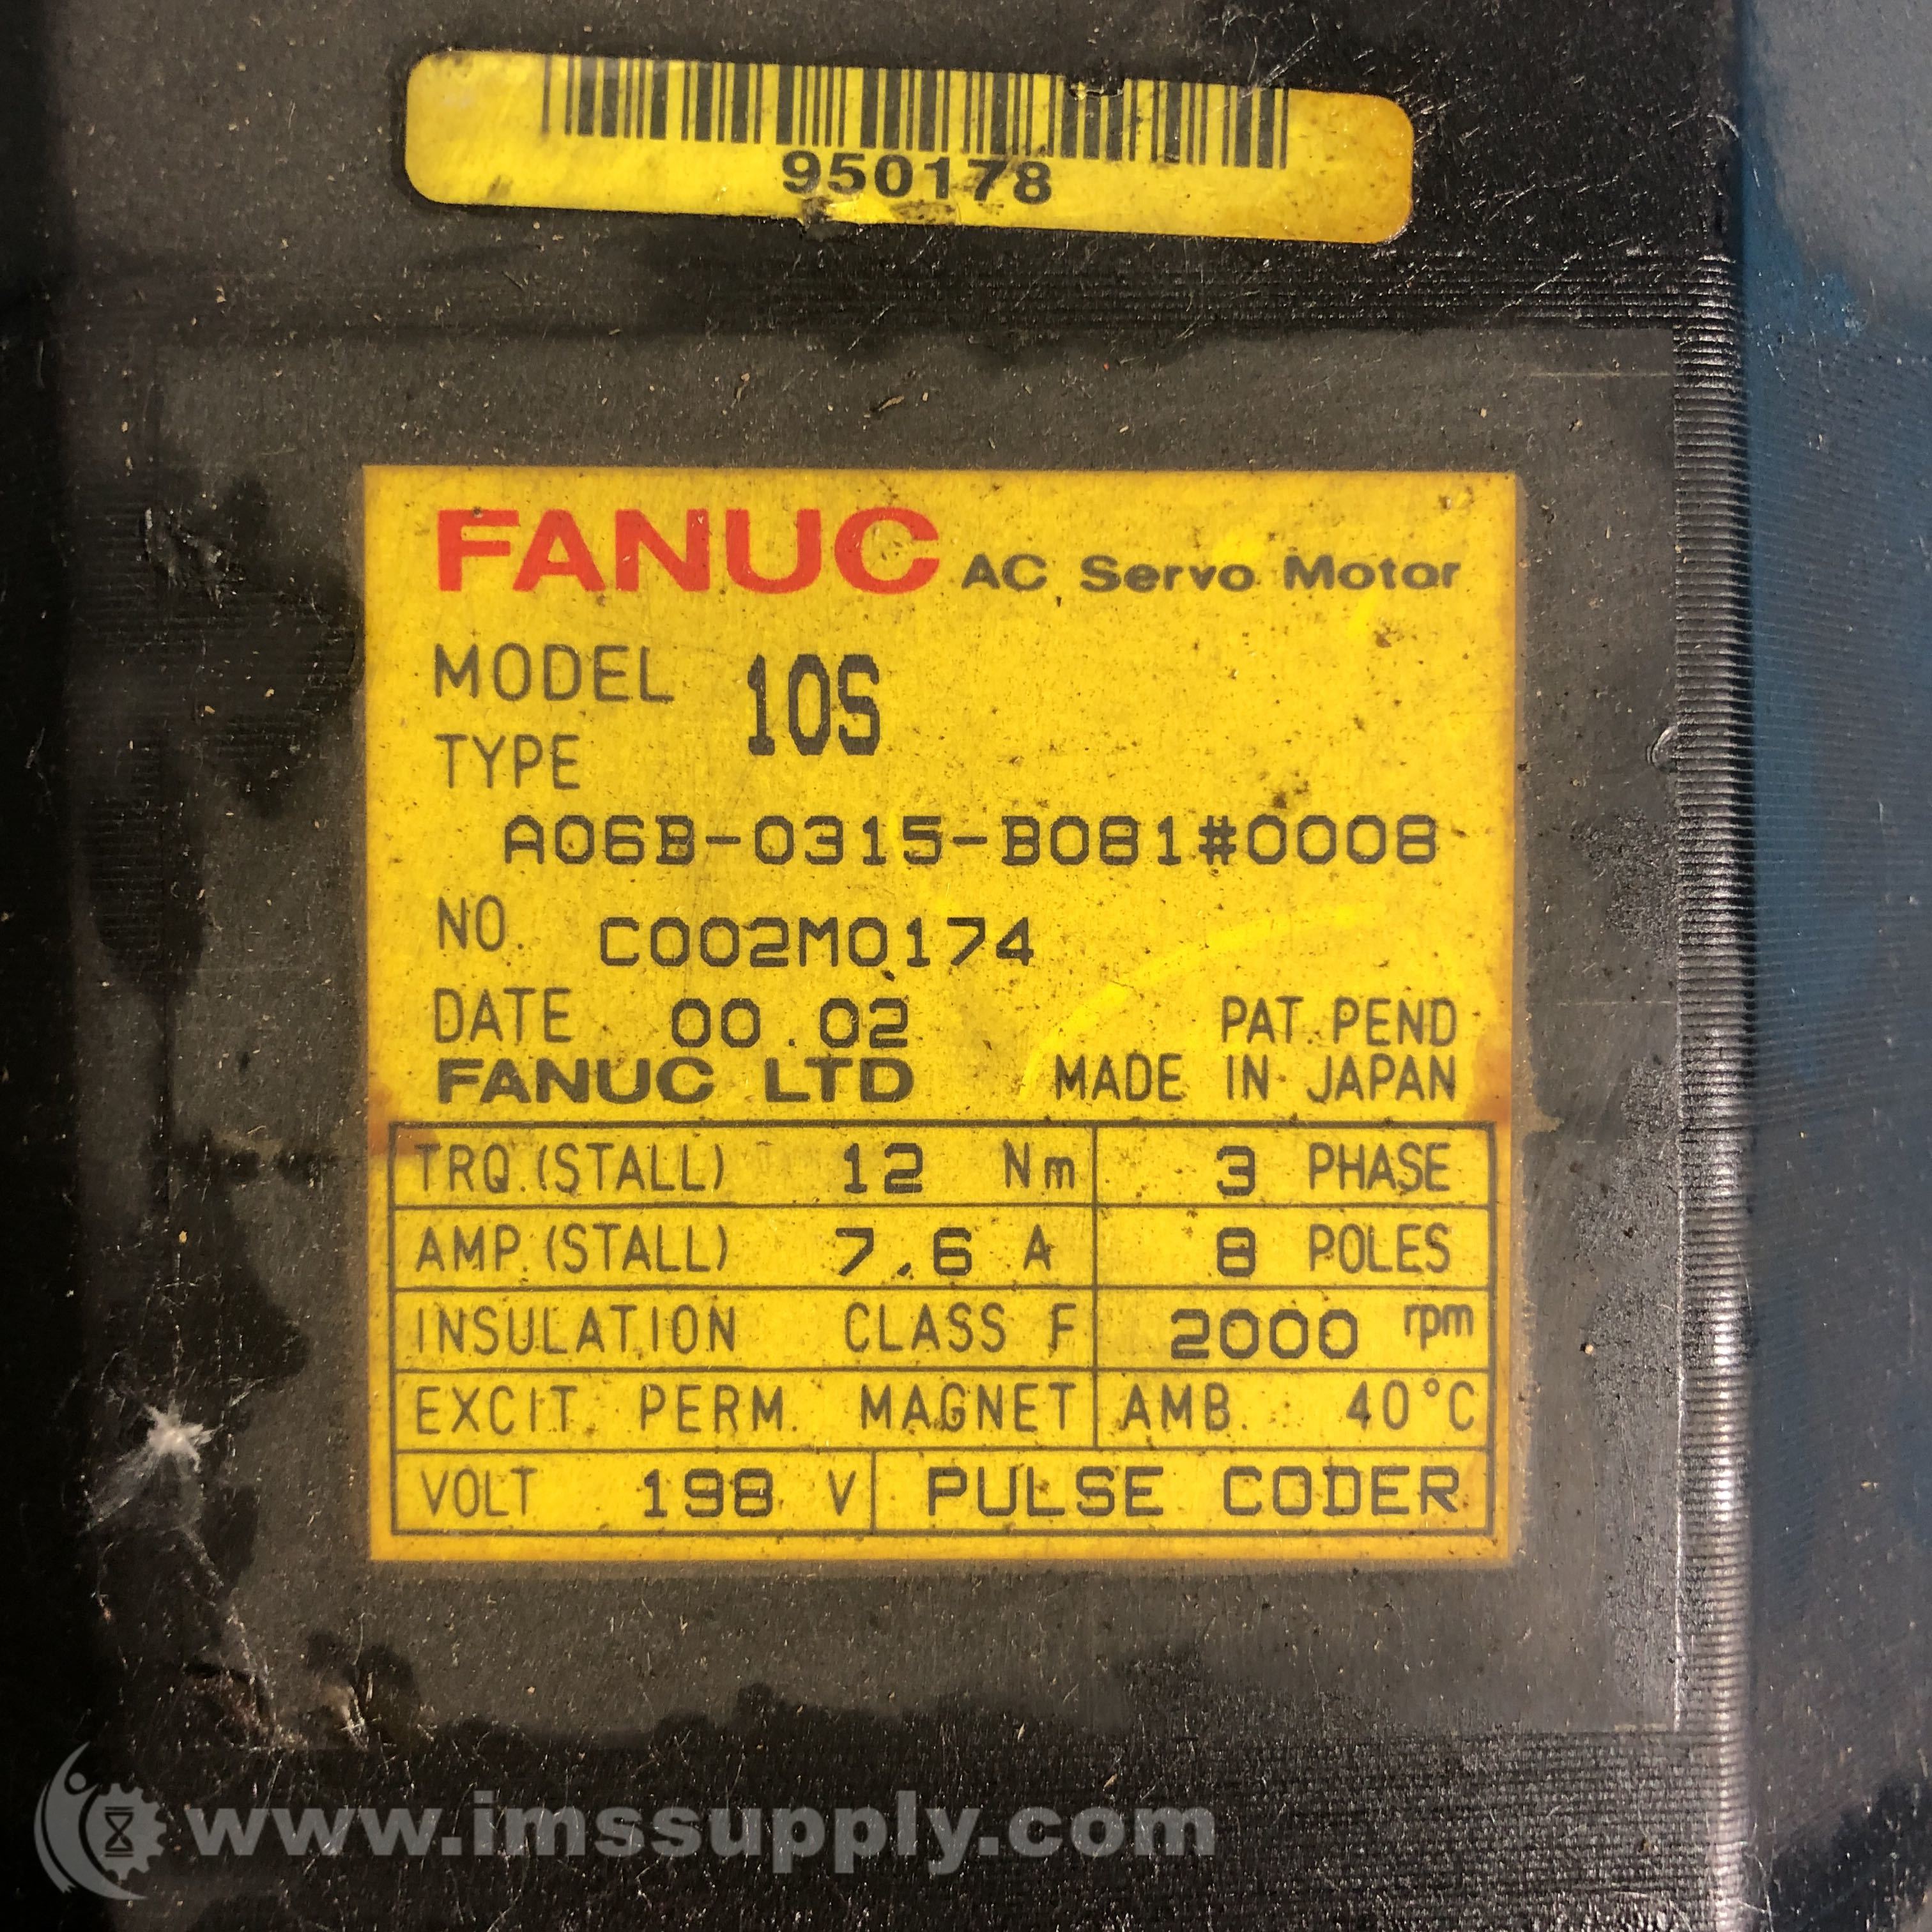 950178
FANUC AC Servo Motor
MODEL 10S
TYPE
A06B-0315-B081#0008
NO. C002M0174
DATE 00.02 PAT. PEND
FANUC LTD MADE IN JAPAN
TRQ.(STALL) 12 Nm 3 PHASE
AMP.(STALL) 7.6 A 8 POLES
INSULATION CLASS F 2000 rpm
EXCIT. PERM. MAGNET AMB. 40°C
VOLT 198 V PULSE CODER
www.imssupply.com